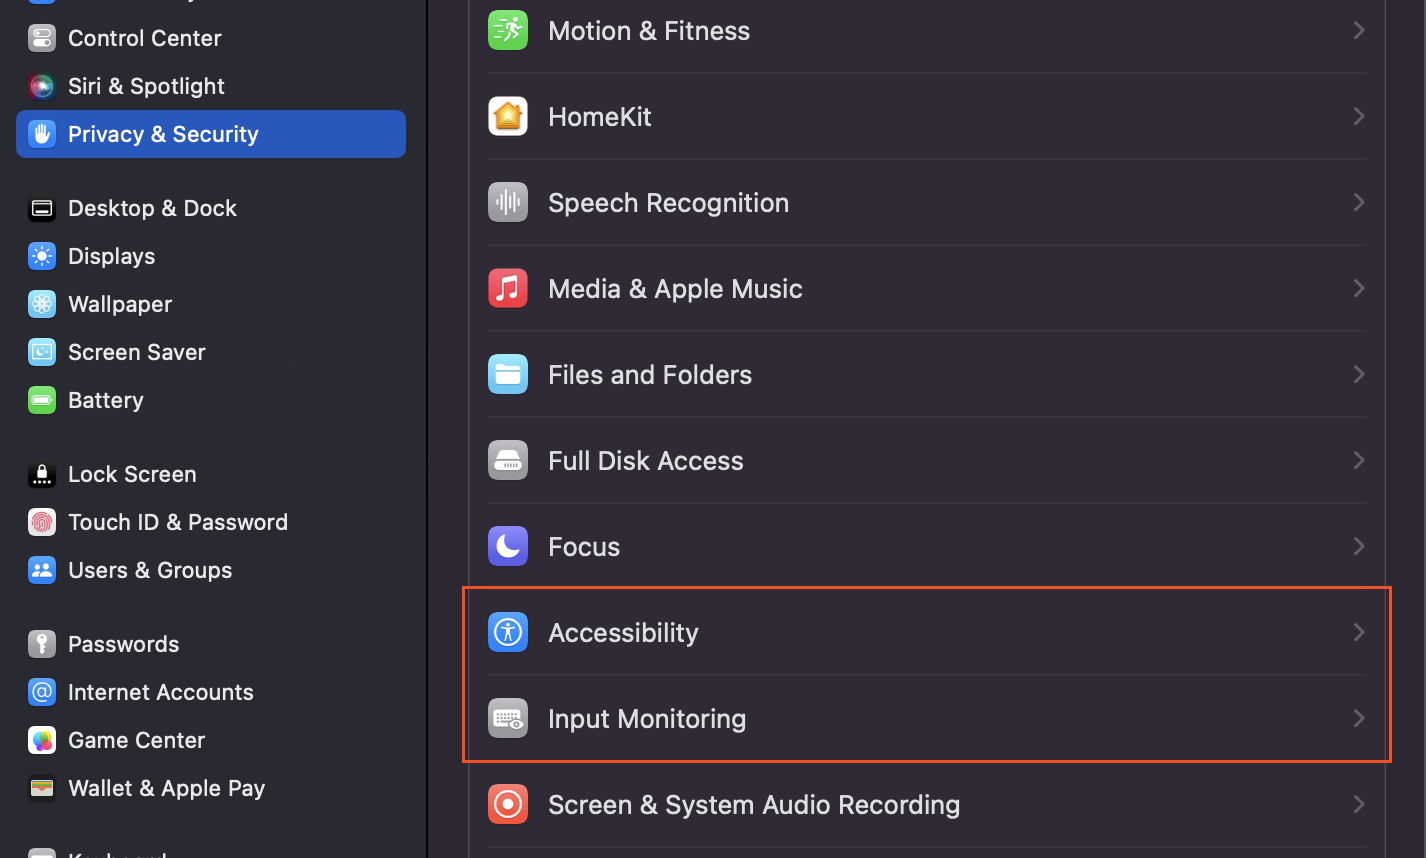 Control Center
Siri & Spotlight
Privacy & Security
Desktop & Dock
Displays
Wallpaper
Screen Saver
Battery
Lock Screen
Touch ID & Password
Users & Groups
Passwords
Internet Accounts
Game Center
Wallet & Apple Pay
Keyboard
Motion & Fitness
HomeKit
Speech Recognition
Media & Apple Music
Files and Folders
Full Disk Access
Focus
Accessibility
Input Monitoring
Screen & System Audio Recording